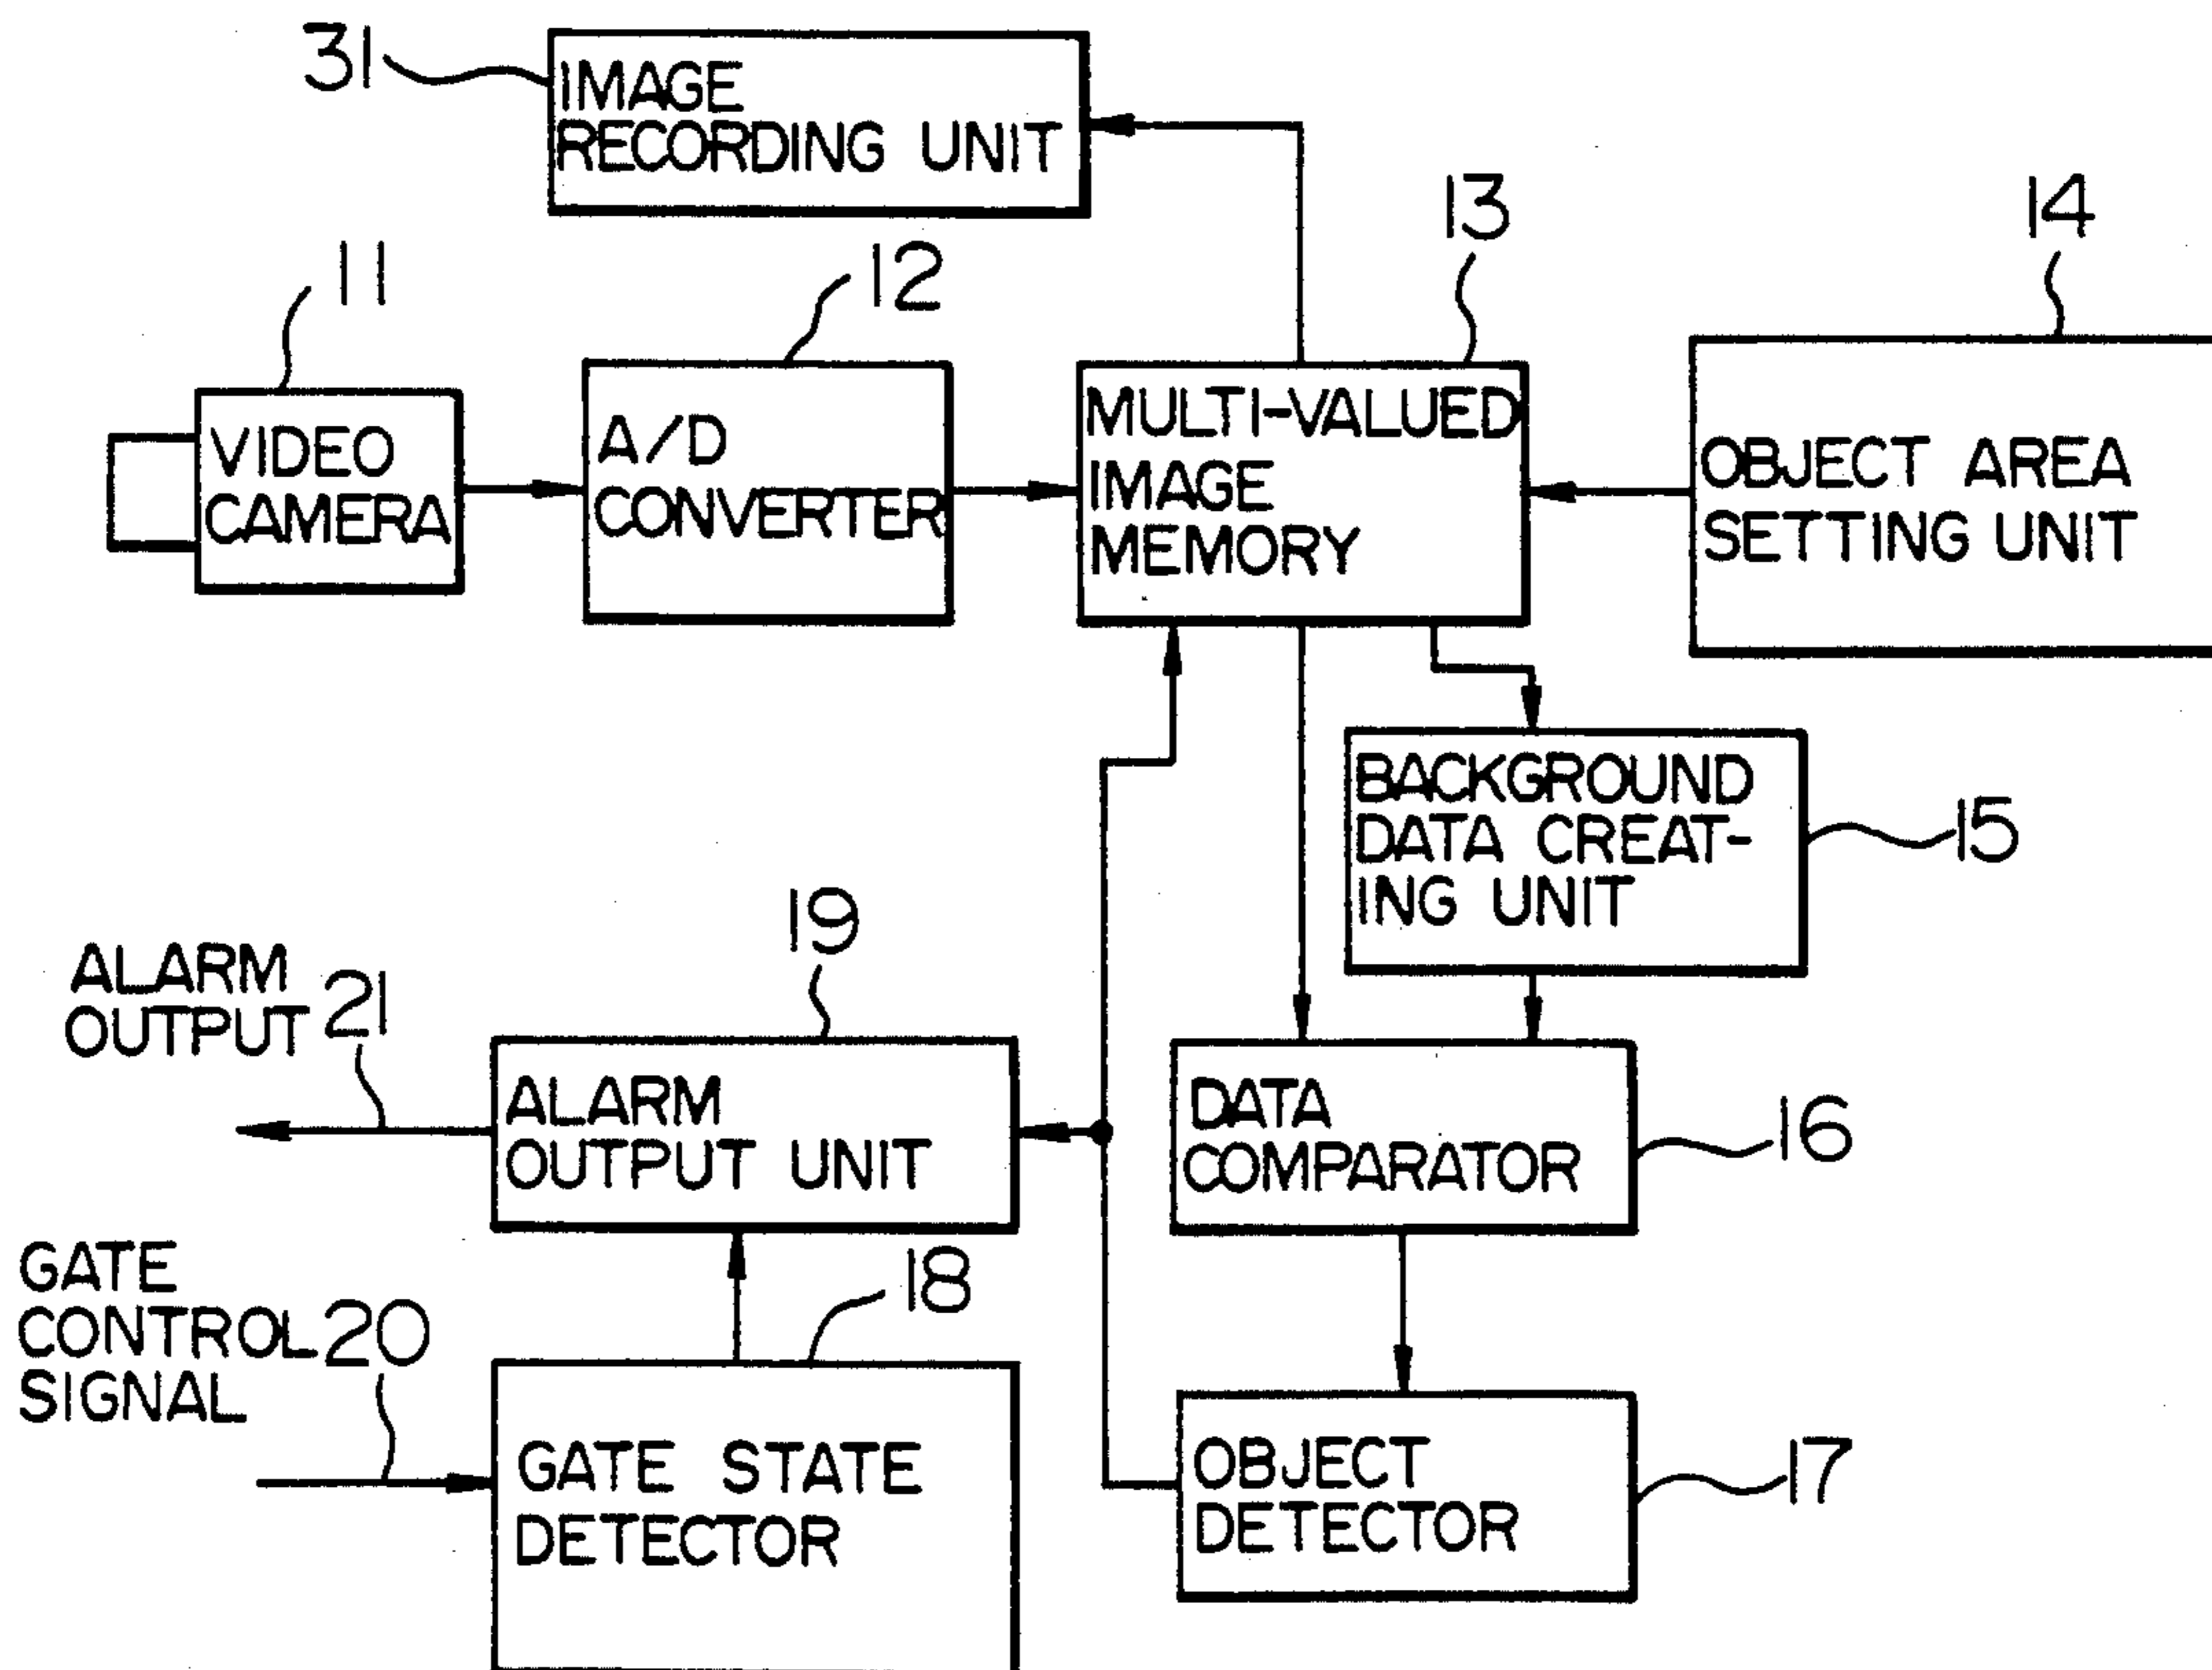 31
IMAGE
RECORDING UNIT
13
14
11
12
VIDEO
CAMERA
A/D
CONVERTER
MULTI-VALUED
IMAGE
MEMORY
OBJECT AREA
SETTING UNIT
BACKGROUND
DATA CREAT-
ING UNIT
15
19
ALARM
OUTPUT 21
ALARM
OUTPUT UNIT
DATA
COMPARATOR
16
GATE
CONTROL 20
SIGNAL
18
GATE STATE
DETECTOR
OBJECT
DETECTOR
17